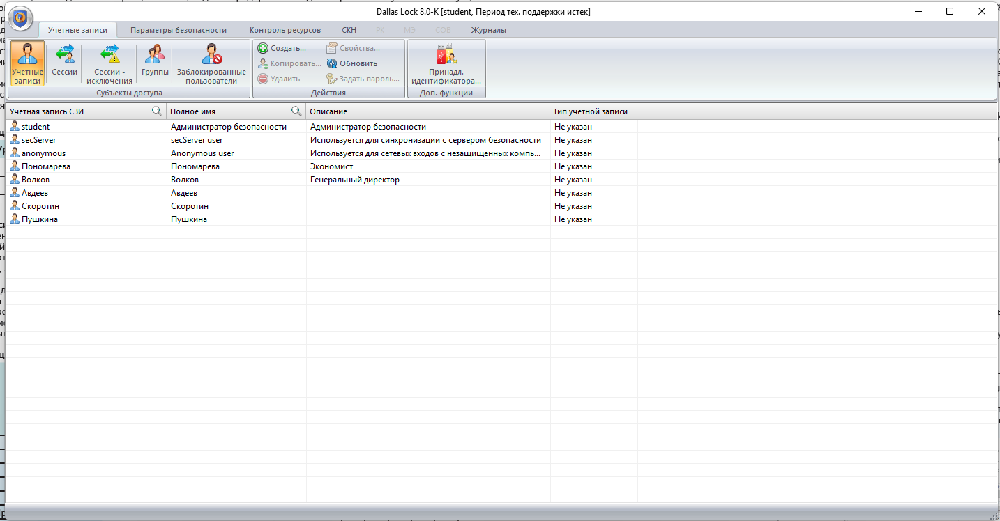 Dallas Lock 8.0-K [student, Период тех. поддержки истек]
Учетные записи Параметры безопасности Контроль ресурсов СКН РК МЭ СОВ Журналы
Учетные записи
Сессии
Сессии - исключения
Группы
Заблокированные пользователи
Субъекты доступа
Создать... Свойства...
Копировать... Обновить
Удалить Задать пароль...
Действия
Принадл. идентификатора...
Доп. функции
Учетная запись СЗИ Полное имя Описание Тип учетной записи
student Администратор безопасности Администратор безопасности Не указан
secServer secServer user Используется для синхронизации с сервером безопасности Не указан
anonymous Anonymous user Используется для сетевых входов с незащищенных компь... Не указан
Пономарева Пономарева Экономист Не указан
Волков Волков Генеральный директор Не указан
Авдеев Авдеев Не указан
Скоротин Скоротин Не указан
Пушкина Пушкина Не указан